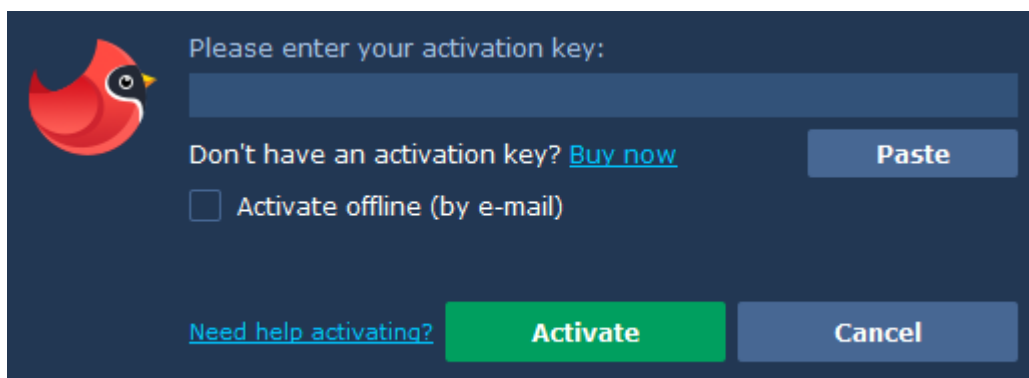 Please enter your activation key:
Don't have an activation key? Buy now
Paste
Activate offline (by e-mail)
Need help activating?
Activate
Cancel